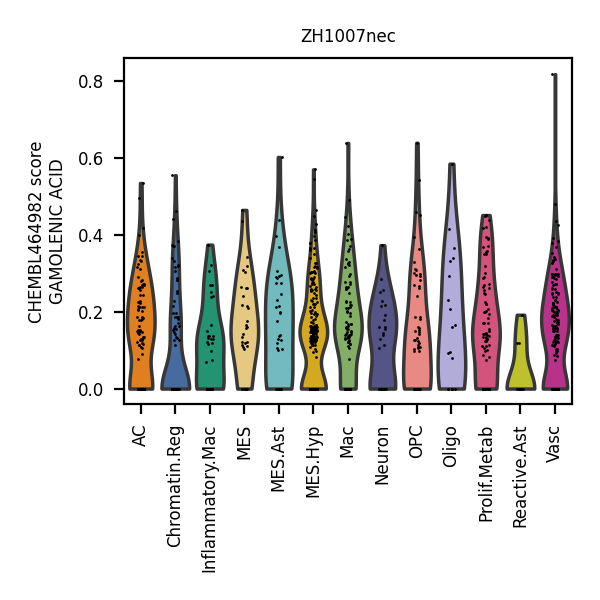 ZH1007nec
CHEMBL464982 score
GAMOLENIC ACID
0.8
0.6
0.4
0.2
0.0
AC
Chromatin.Reg
Inflammatory.Mac
MES
MES.Ast
MES.Hyp
Mac
Neuron
OPC
Oligo
Prolif.Metab
Reactive.Ast
Vasc